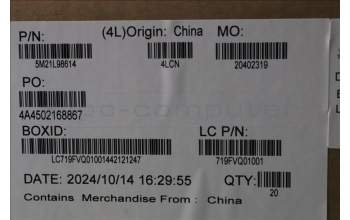 P/N: (4L)Origin: China MO:
5M21L98614 4LCN 20402319
PO:
4A4502168867
BOXID: LC P/N:
LC719FVQ01001442121247 719FVQ01001
DATE: 2024/10/14 16:29:55 QTY:
20
Contains Merchandise From : China